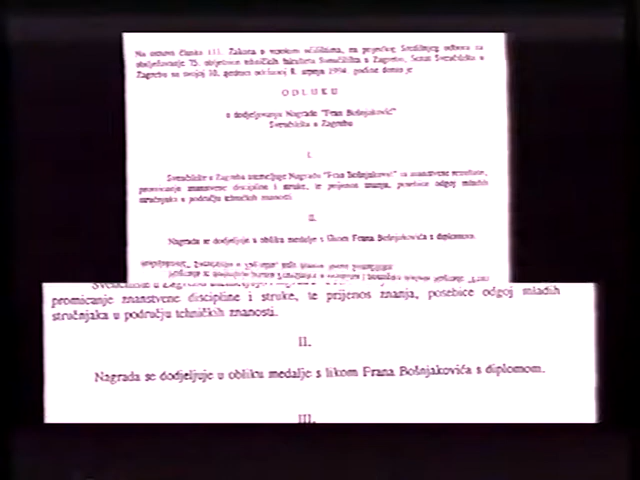 Na osnovi članka 111. Zakona o visokim učilištima, na prijedlog Središnjeg odbora za
obilježavanje 75. obljetnice tehničkih fakulteta Sveučilišta u Zagrebu, Senat Sveučilišta u
Zagrebu na svojoj 10. sjednici održanoj 8. srpnja 1994. godine donio je
ODLUKU
o dodjeljivanju Nagrade "Fran Bošnjaković"
Sveučilišta u Zagrebu
I.
Sveučilište u Zagrebu utemeljuje Nagradu "Fran Bošnjaković" za znanstvene rezultate,
promicanje znanstvene discipline i struke, te prijenos znanja, posebice odgoj mladih
stručnjaka u području tehničkih znanosti.
II.
Nagrada se dodjeljuje u obliku medalje s likom Frana Bošnjakovića s diplomom.
Sveučilište u Zagrebu
promicanje znanstvene discipline i struke, te prijenos znanja, posebice odgoj mladih
stručnjaka u području tehničkih znanosti.
II.
Nagrada se dodjeljuje u obliku medalje s likom Frana Bošnjakovića s diplomom.
III.